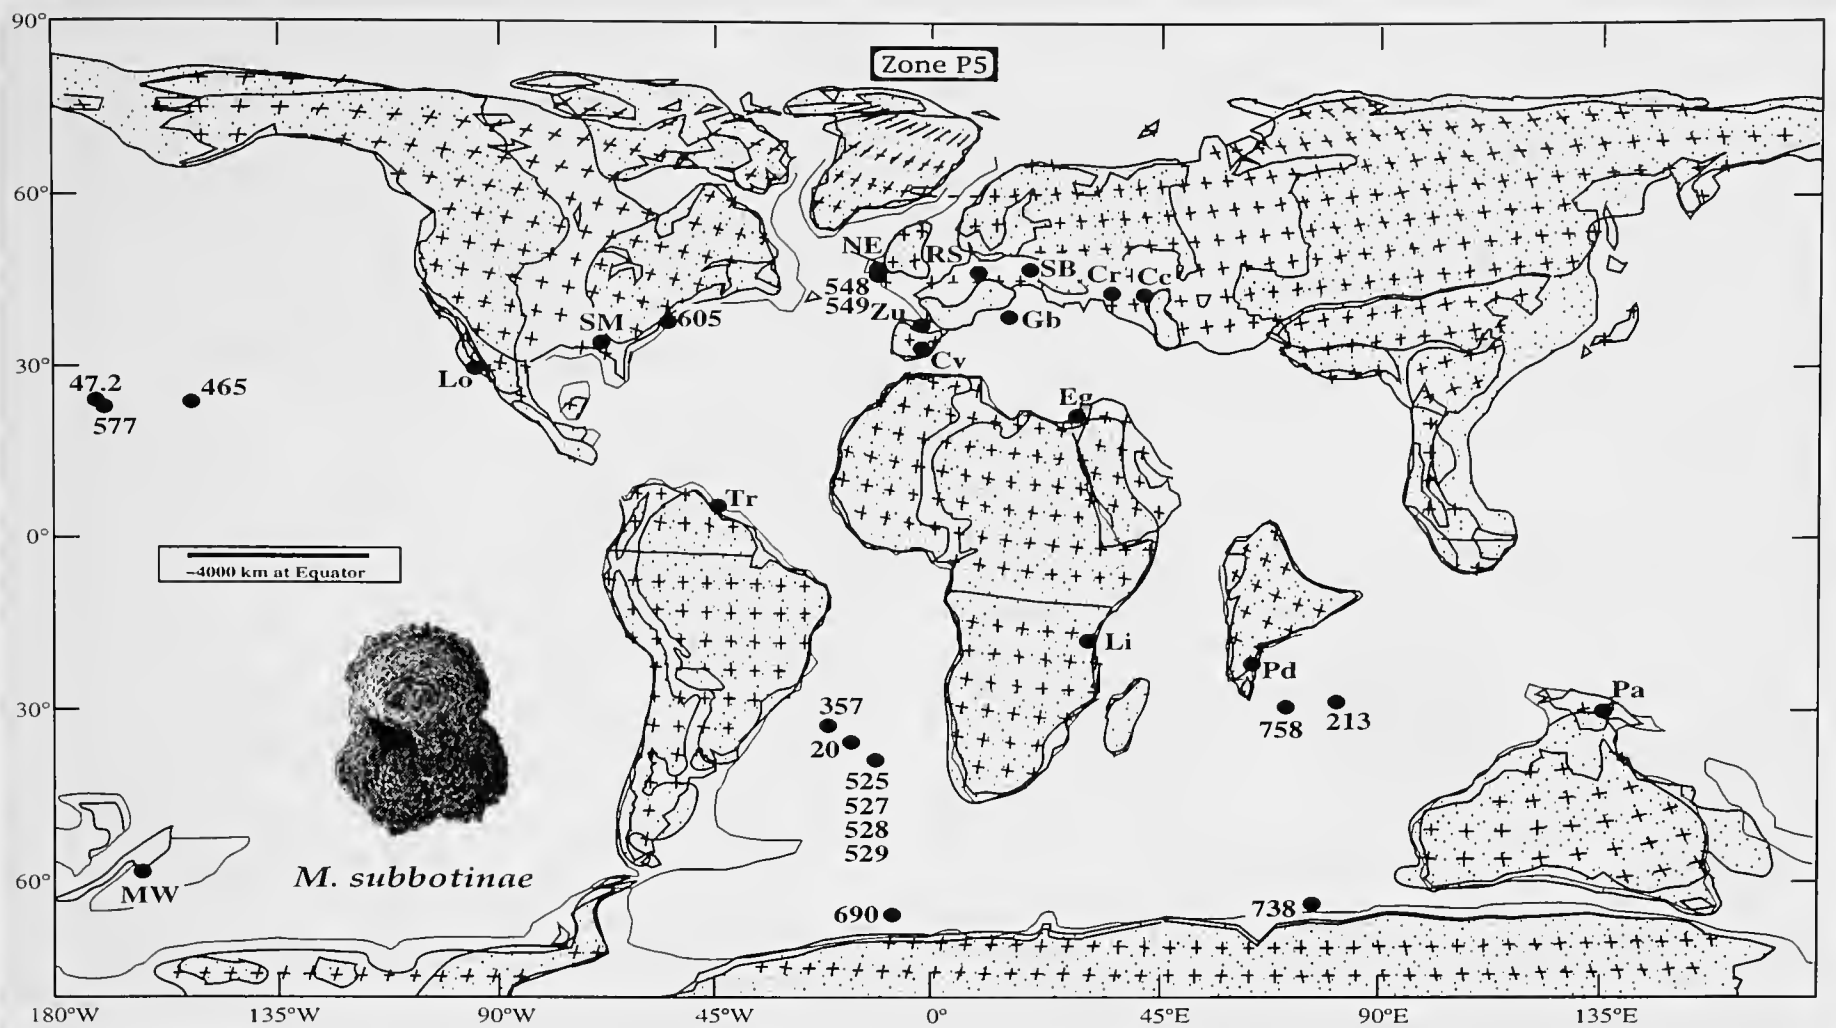 90°
Zone P5
60°
NE
RS
SB
Cr
Cc
548
549
Zu
Gb
SM
605
Cv
30°
Lo
47.2
465
577
Eg
Tr
0°
~4000 km at Equator
Li
Pd
Pa
30°
357
758
213
20
525
527
528
529
60°
MW
M. subbotinae
690
738
180°W
135°W
90°W
45°W
0°
45°E
90°E
135°E